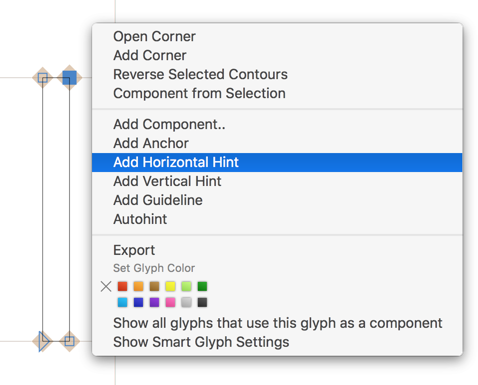 Open Corner
Add Corner
Reverse Selected Contours
Component from Selection
Add Component..
Add Anchor
Add Horizontal Hint
Add Vertical Hint
Add Guideline
Autohint
Export
Set Glyph Color
Show all glyphs that use this glyph as a component
Show Smart Glyph Settings